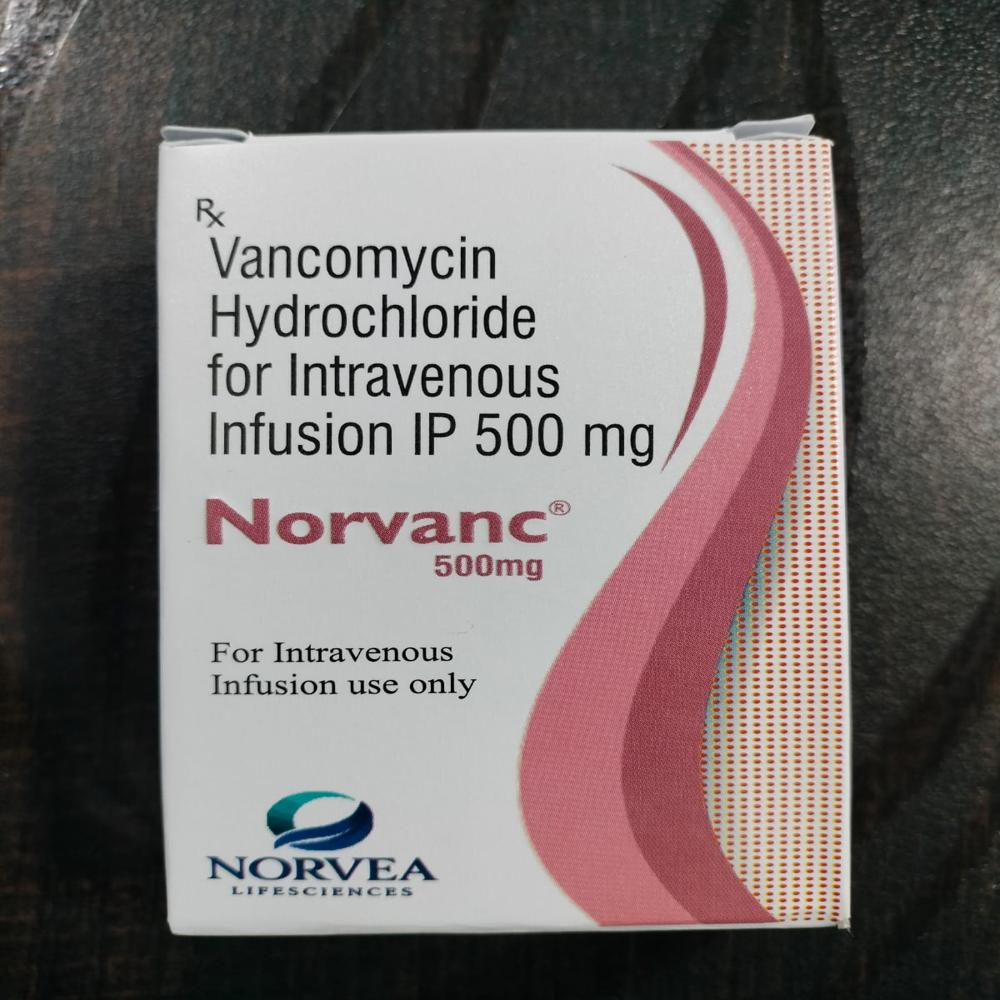 Rx
Vancomycin
Hydrochloride
for Intravenous
Infusion IP 500 mg
Norvanc®
500mg
For Intravenous
Infusion use only
NORVEA
LIFESCIENCES